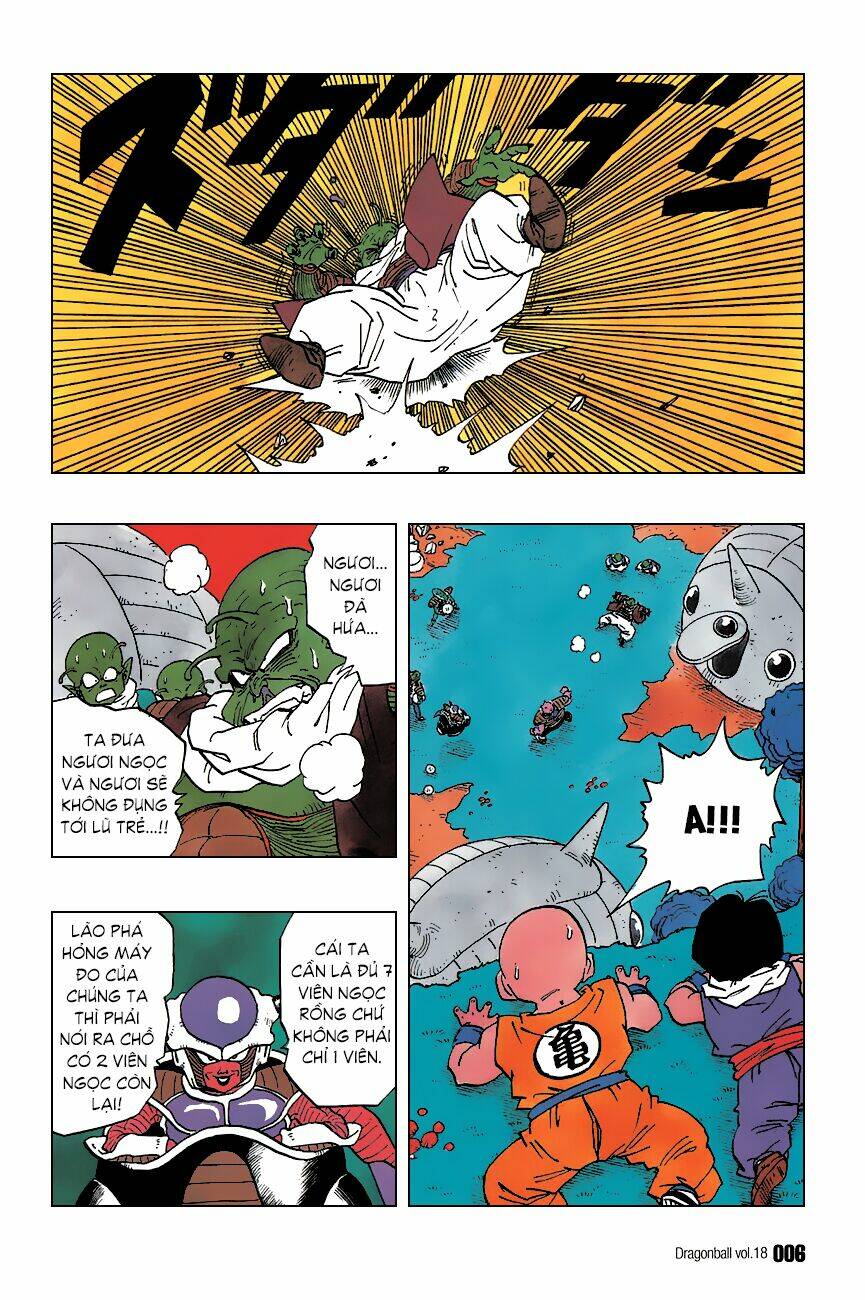 ズダダダッ
NGƯƠI...
NGƯƠI
ĐÃ
HỨA...
TA ĐƯA
NGƯƠI NGỌC
VÀ NGƯƠI SẼ
KHÔNG ĐỤNG
TỚI LŨ TRẺ...!!
A!!!
亀
CÁI TA
CẦN LÀ ĐỦ 7
VIÊN NGỌC
RỒNG CHỨ
KHÔNG PHẢI
CHỈ 1 VIÊN.
LÃO PHÁ
HỎNG MÁY
ĐO CỦA
CHÚNG TA
THÌ PHẢI
NÓI RA CHỖ
CÓ 2 VIÊN
NGỌC CÒN
LẠI!
Dragonball vol.18 006